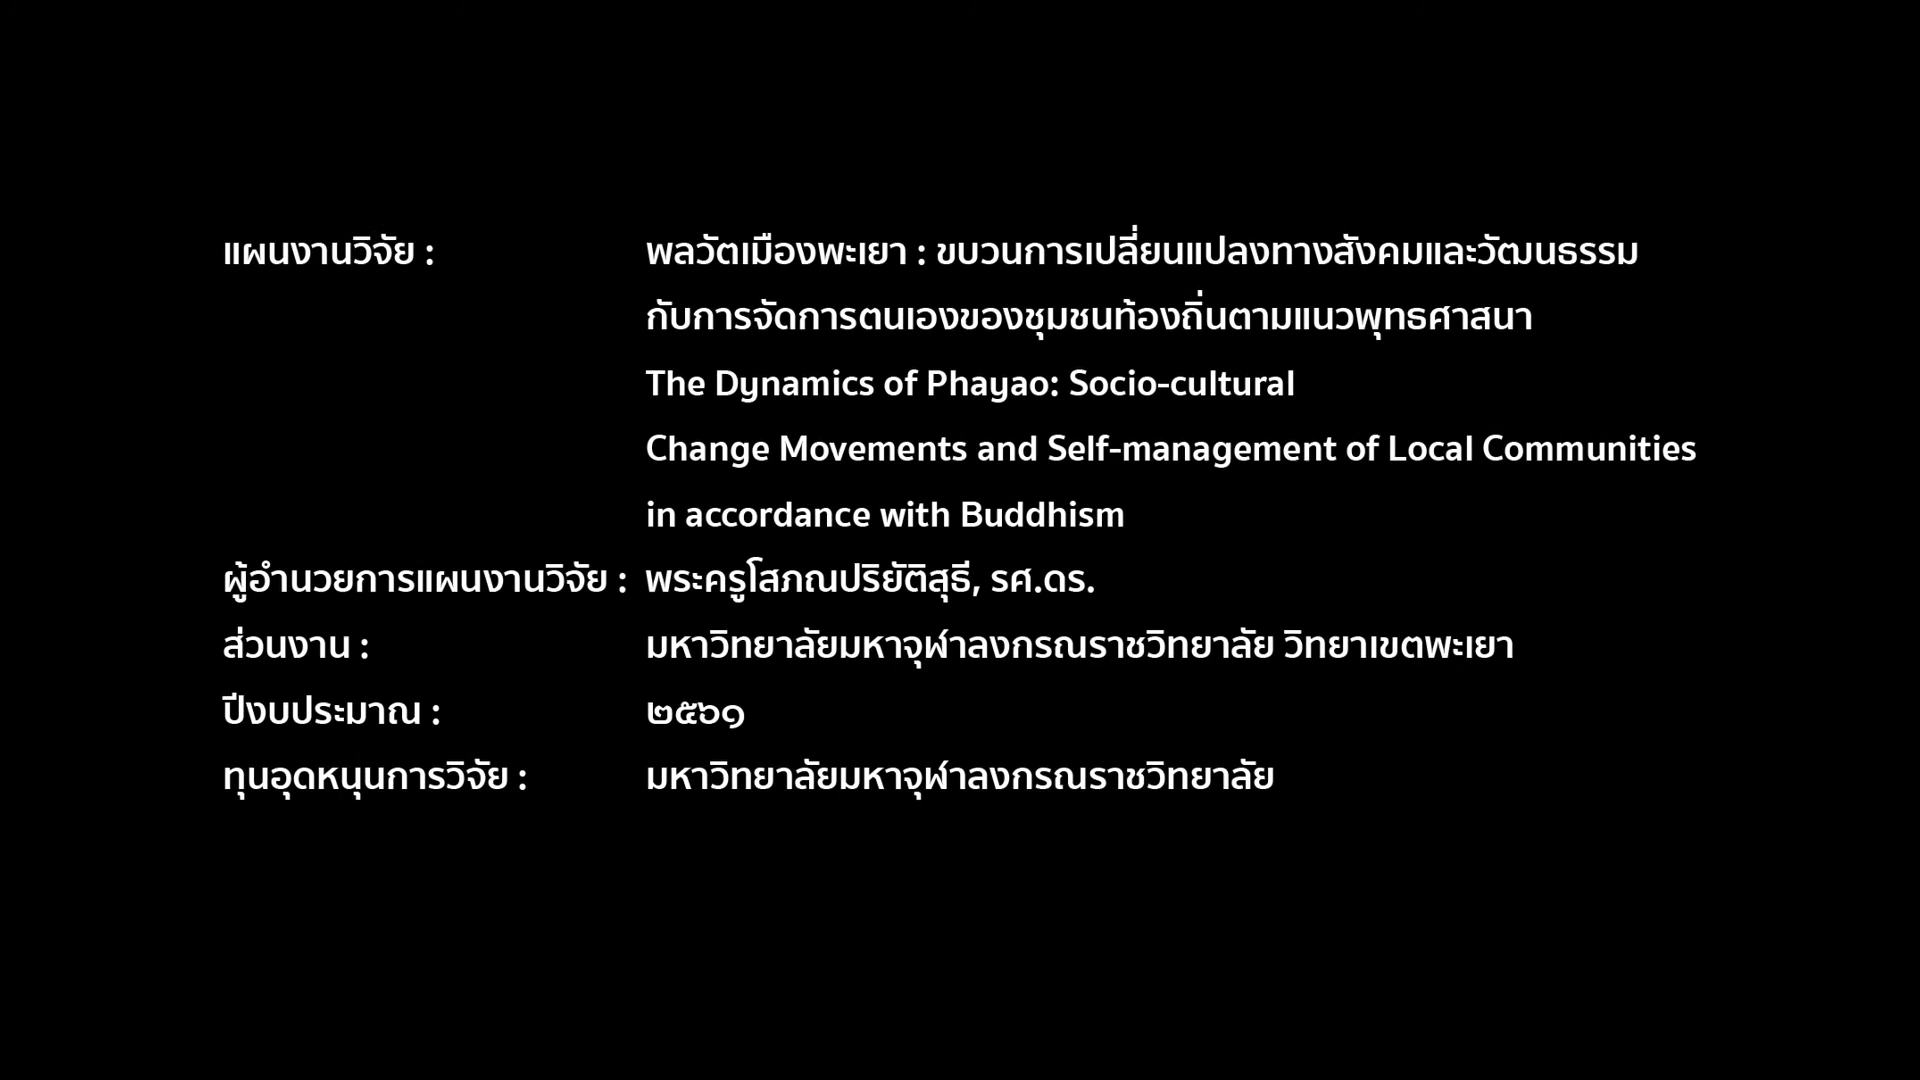 แผนงานวิจัย : พลวัตเมืองพะเยา : ขบวนการเปลี่ยนแปลงทางสังคมและวัฒนธรรม
กับการจัดการตนเองของชุมชนท้องถิ่นตามแนวพุทธศาสนา
The Dynamics of Phayao: Socio-cultural
Change Movements and Self-management of Local Communities
in accordance with Buddhism
ผู้อำนวยการแผนงานวิจัย : พระครูโสภณปริยัติสุธี, รศ.ดร.
ส่วนงาน : มหาวิทยาลัยมหาจุฬาลงกรณราชวิทยาลัย วิทยาเขตพะเยา
ปีงบประมาณ : ๒๕๖๑
ทุนอุดหนุนการวิจัย : มหาวิทยาลัยมหาจุฬาลงกรณราชวิทยาลัย